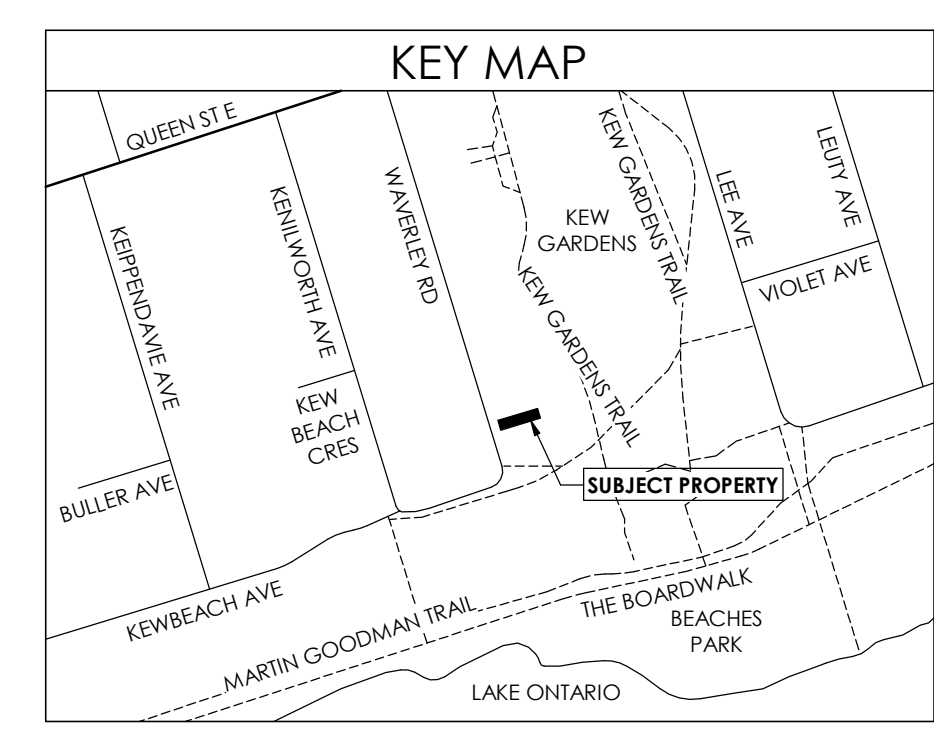 KEY MAP
QUEEN ST E
KEIPPENDAVIE AVE
KENILWORTH AVE
WAVERLEY RD
KEW GARDENS TRAIL
LEE AVE
LEUTY AVE
KEW
GARDENS
VIOLET AVE
KEW GARDENS TRAIL
KEW
BEACH
CRES
BULLER AVE
SUBJECT PROPERTY
KEWBEACH AVE
MARTIN GOODMAN TRAIL
THE BOARDWALK
BEACHES
PARK
LAKE ONTARIO